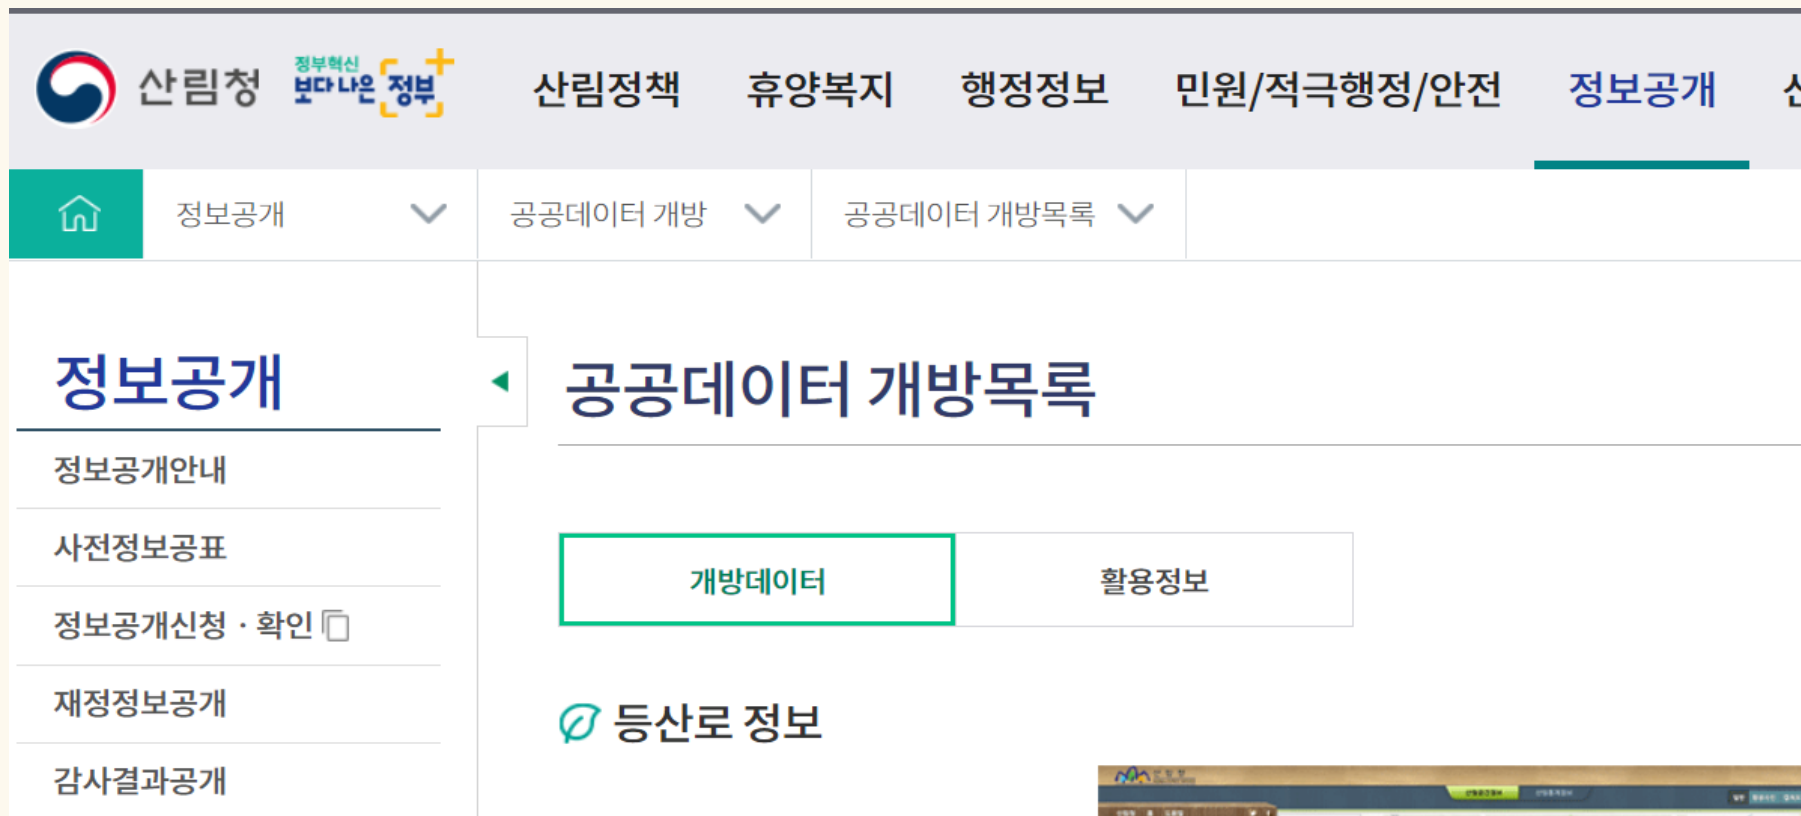 산림청
정부혁신
보다나은 정부
산림정책 휴양복지 행정정보 민원/적극행정/안전 정보공개
정보공개 공공데이터 개방 공공데이터 개방목록
정보공개
정보공개안내
사전정보공표
정보공개신청 · 확인
재정정보공개
감사결과공개
공공데이터 개방목록
개방데이터 활용정보
등산로 정보
산림청